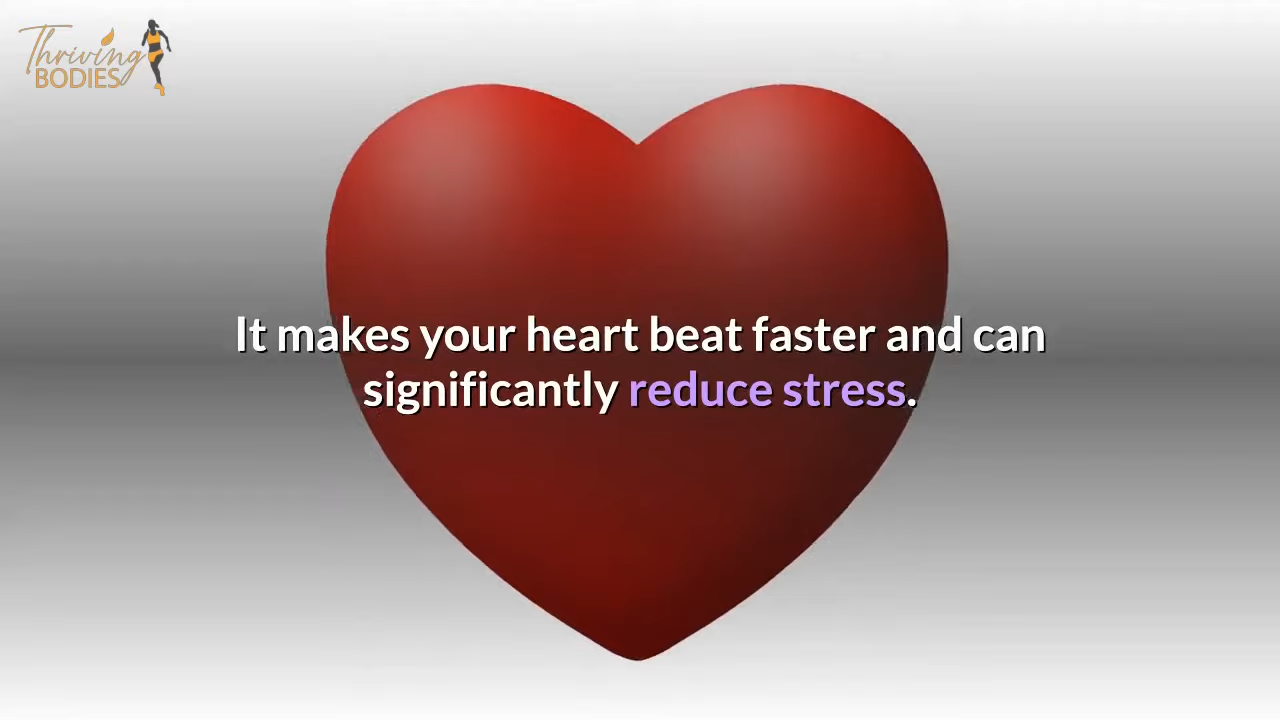 Thriving
BODIES
It makes your heart beat faster and can
significantly reduce stress.